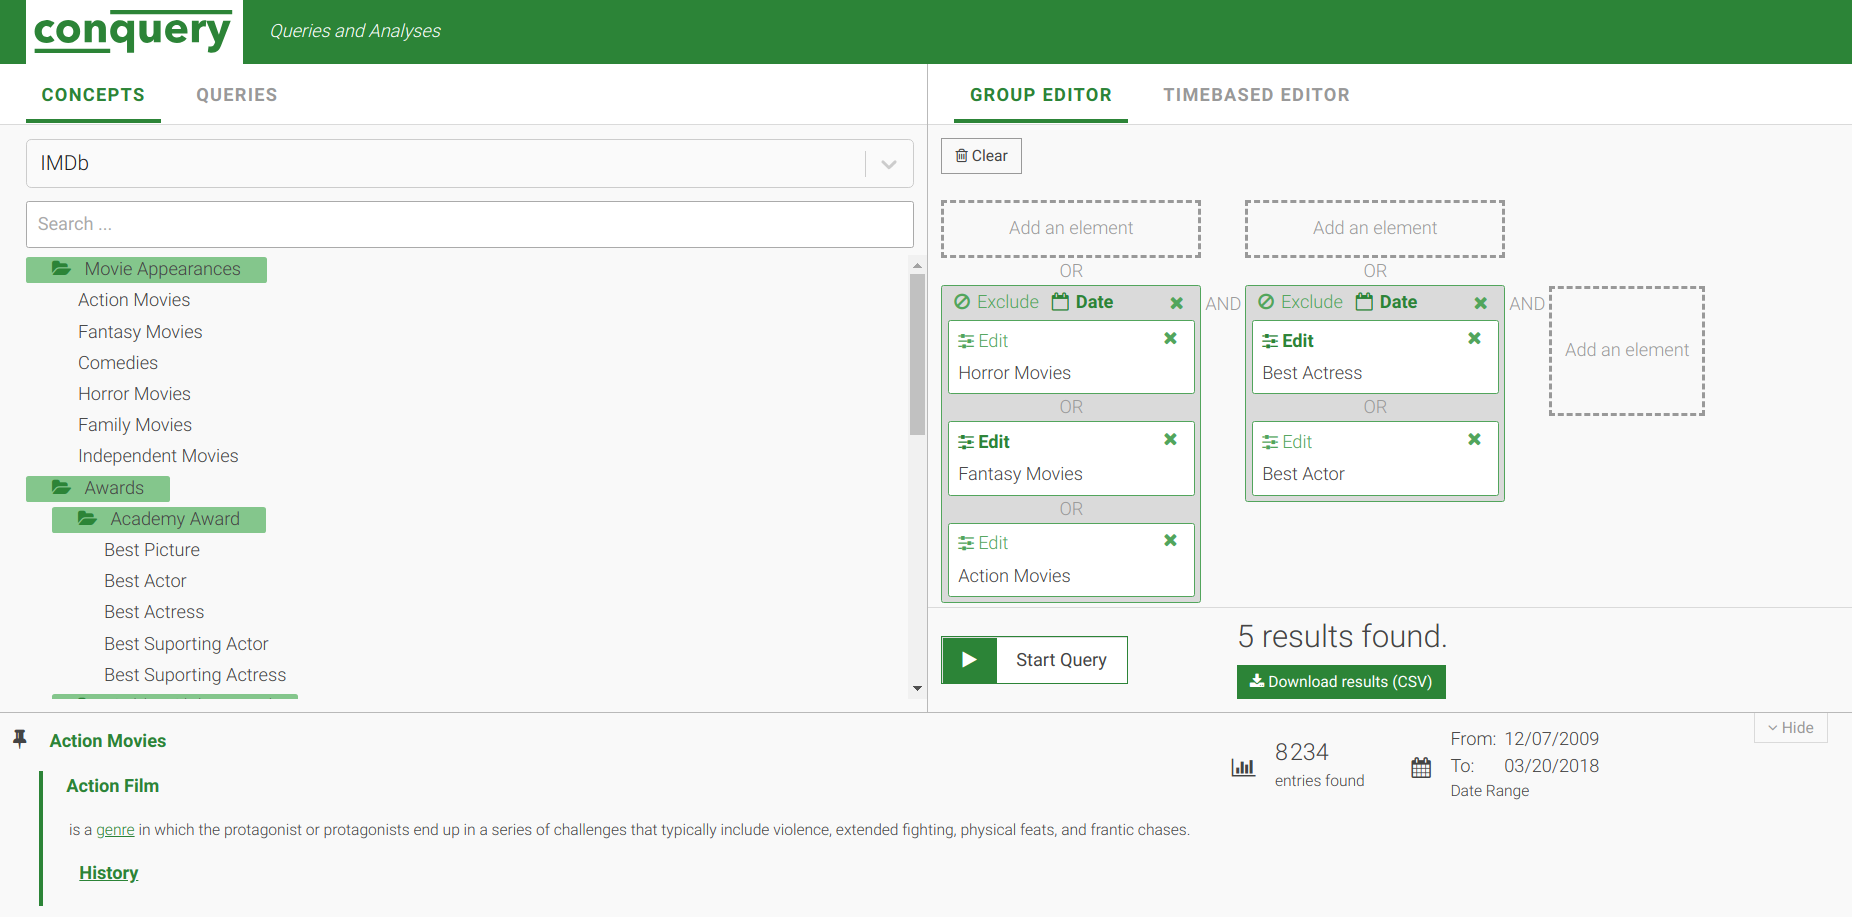 conquery
Queries and Analyses
CONCEPTS
QUERIES
IMDb
Search ...
Movie Appearances
Action Movies
Fantasy Movies
Comedies
Horror Movies
Family Movies
Independent Movies
Awards
Academy Award
Best Picture
Best Actor
Best Actress
Best Suporting Actor
Best Suporting Actress
GROUP EDITOR
TIMEBASED EDITOR
Clear
Add an element
OR
Exclude Date
Edit
Horror Movies
OR
Edit
Fantasy Movies
OR
Edit
Action Movies
AND
Add an element
OR
Exclude Date
Edit
Best Actress
OR
Edit
Best Actor
AND
Add an element
Start Query
5 results found.
Download results (CSV)
Action Movies
Action Film
is a genre in which the protagonist or protagonists end up in a series of challenges that typically include violence, extended fighting, physical feats, and frantic chases.
History
8234
entries found
From: 12/07/2009
To: 03/20/2018
Date Range
Hide